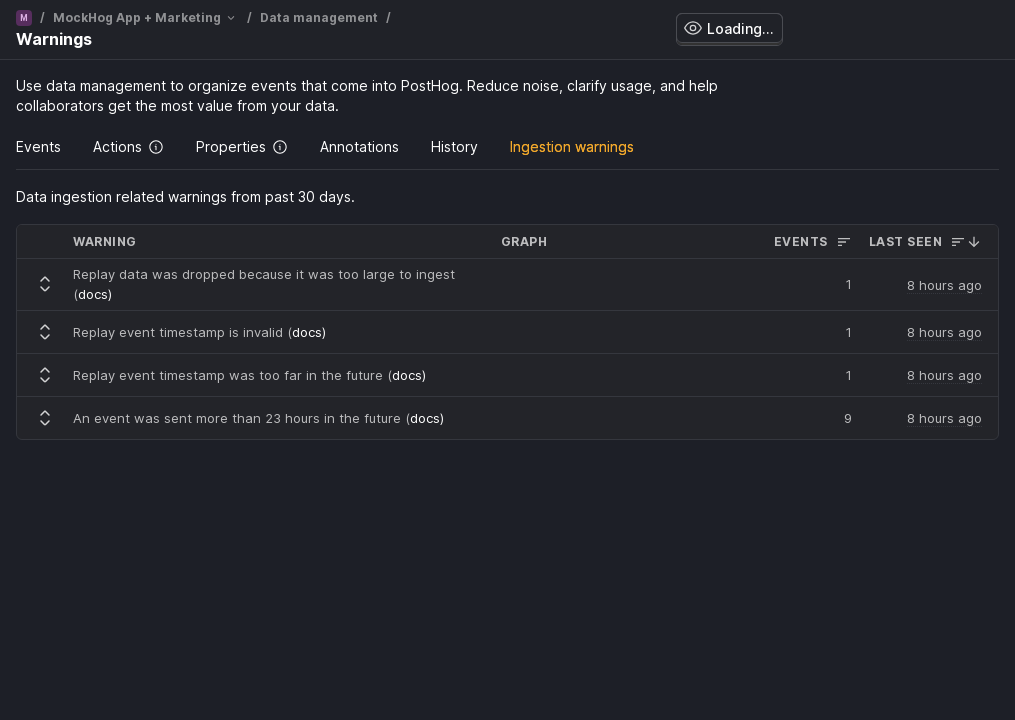 M / MockHog App + Marketing / Data management /
Warnings
Loading...
Use data management to organize events that come into PostHog. Reduce noise, clarify usage, and help
collaborators get the most value from your data.
Events Actions Properties Annotations History Ingestion warnings
Data ingestion related warnings from past 30 days.
WARNING GRAPH EVENTS LAST SEEN
Replay data was dropped because it was too large to ingest
(docs) 1 8 hours ago
Replay event timestamp is invalid (docs) 1 8 hours ago
Replay event timestamp was too far in the future (docs) 1 8 hours ago
An event was sent more than 23 hours in the future (docs) 9 8 hours ago